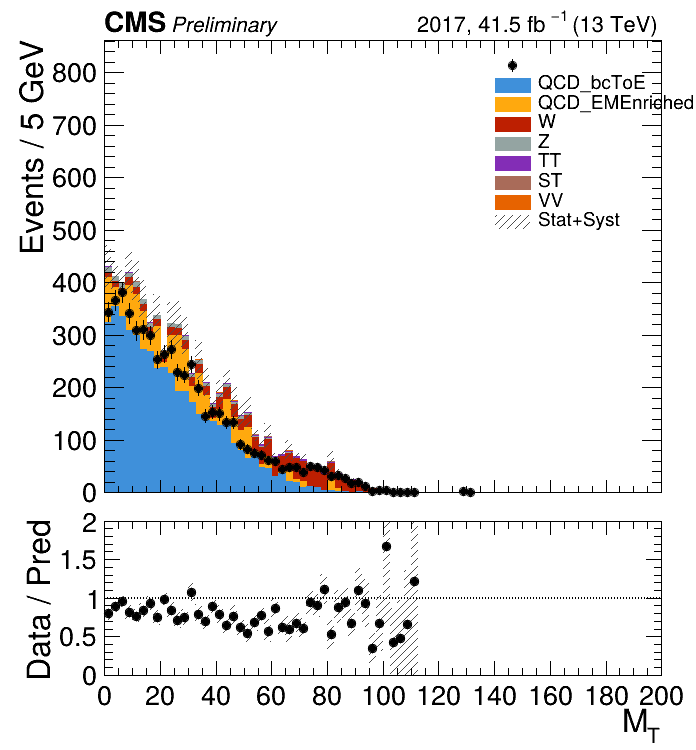 CMS Preliminary 2017, 41.5 fb⁻¹ (13 TeV)
Events / 5 GeV
800
700
600
500
400
300
200
100
0
QCD_bcToE
QCD_EMEnriched
W
Z
TT
ST
VV
Stat+Syst
Data / Pred
2
1.5
1
0.5
0
0 20 40 60 80 100 120 140 160 180 200
M_T